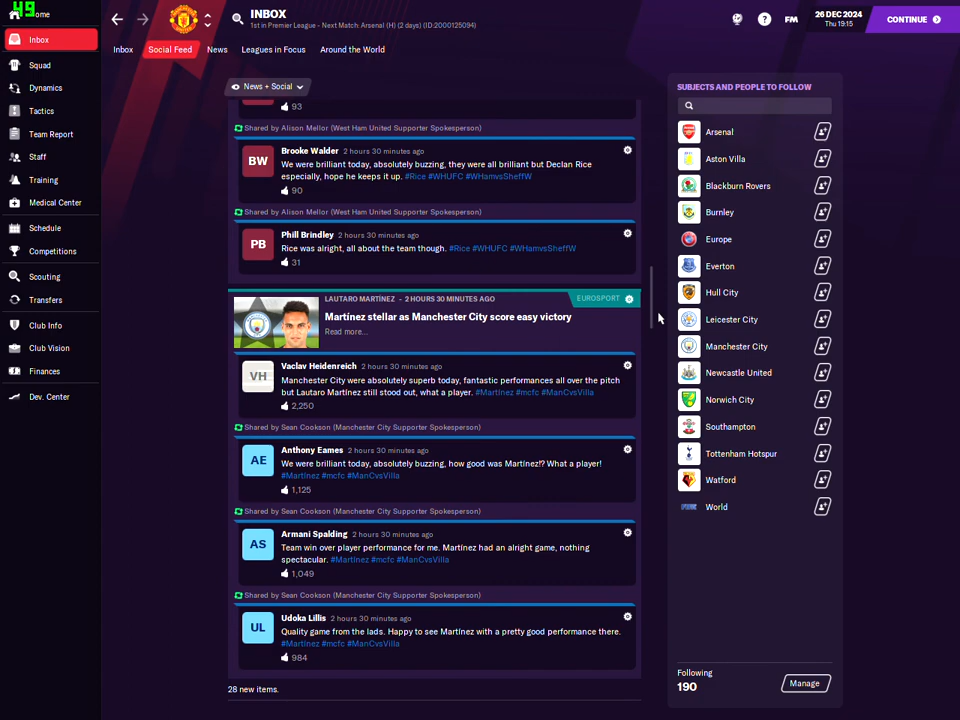 49
ome
INBOX
1st in Premier League - Next Match Arsenal (H) (2 days) (ID:2000125094)
FM
26 DEC 2024
Thu 19:15
CONTINUE
Inbox
Squad
Dynamics
Tactics
Team Report
Staff
Training
Medical Center
Schedule
Competitions
Scouting
Transfers
Club Info
Club Vision
Finances
Dev. Center
Inbox
Social Feed
News
Leagues in Focus
Around the World
News + Social
93
Shared by Alison Mellor (West Ham United Supporter Spokesperson)
BW
Brooke Walder 2 hours 30 minutes ago
We were brilliant today, absolutely buzzing, they were all brilliant but Declan Rice
especially, hope he keeps it up. #Rice #WHUFC #WHamvsSheffW
90
Shared by Alison Mellor (West Ham United Supporter Spokesperson)
PB
Phill Brindley 2 hours 30 minutes ago
Rice was alright, all about the team though. #Rice #WHUFC #WHamvsSheffW
31
LAUTARO MARTÍNEZ - 2 HOURS 30 MINUTES AGO
EUROSPORT
Martínez stellar as Manchester City score easy victory
Read more...
VH
Vaclav Heidenreich 2 hours 30 minutes ago
Manchester City were absolutely superb today, fantastic performances all over the pitch
but Lautaro Martínez still stood out, what a player. #Martínez #mcfc #ManCvsVilla
2,250
Shared by Sean Cookson (Manchester City Supporter Spokesperson)
AE
Anthony Eames 2 hours 30 minutes ago
We were brilliant today, absolutely buzzing, how good was Martínez!? What a player!
#Martínez #mcfc #ManCvsVilla
1,125
Shared by Sean Cookson (Manchester City Supporter Spokesperson)
AS
Armani Spalding 2 hours 30 minutes ago
Team win over player performance for me. Martínez had an alright game, nothing
spectacular. #Martínez #mcfc #ManCvsVilla
1,049
Shared by Sean Cookson (Manchester City Supporter Spokesperson)
UL
Udoka Lillis 2 hours 30 minutes ago
Quality game from the lads. Happy to see Martínez with a pretty good performance there.
#Martínez #mcfc #ManCvsVilla
984
28 new items.
SUBJECTS AND PEOPLE TO FOLLOW
Arsenal
Aston Villa
Blackburn Rovers
Burnley
Europe
Everton
Hull City
Leicester City
Manchester City
Newcastle United
Norwich City
Southampton
Tottenham Hotspur
Watford
World
Following
190
Manage